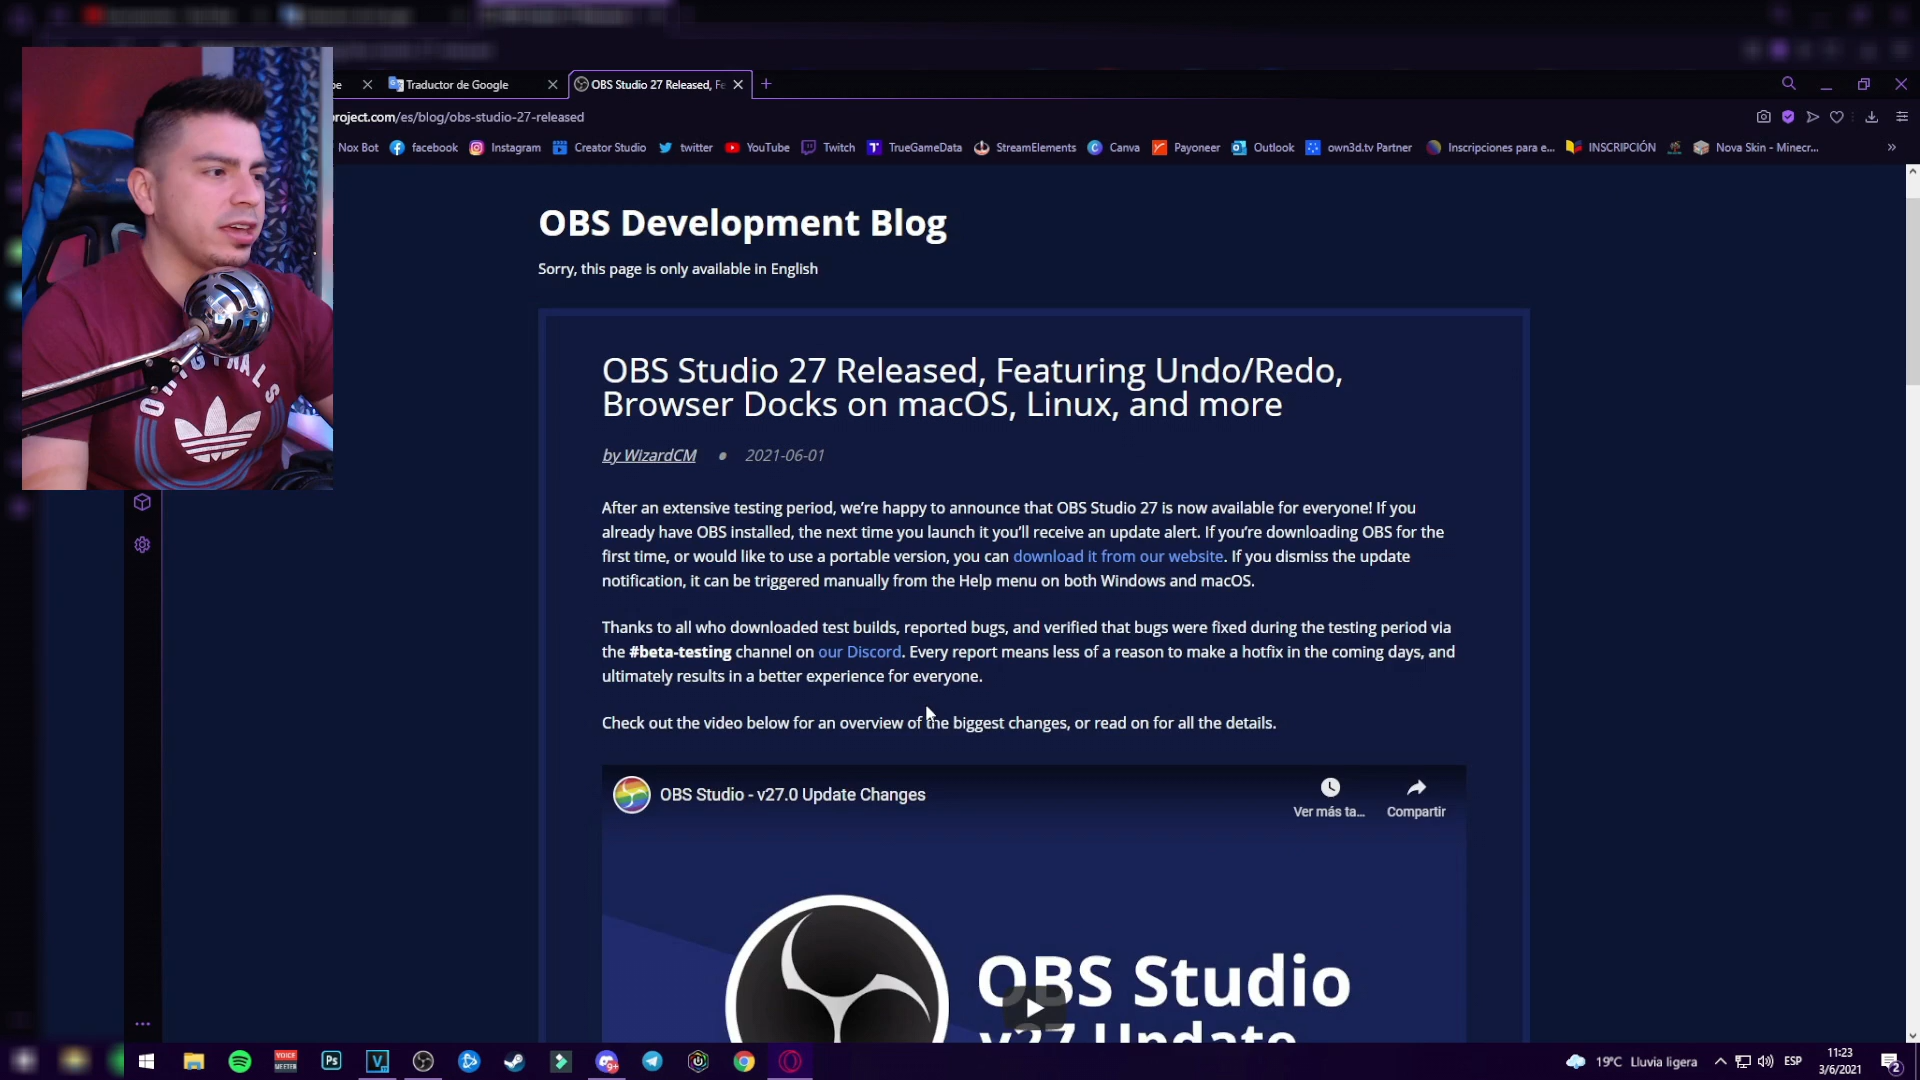 be
Traductor de Google
OBS Studio 27 Released, Fe
roject.com/es/blog/obs-studio-27-released
Nox Bot
facebook
Instagram
Creator Studio
twitter
YouTube
Twitch
TrueGameData
StreamElements
Canva
Payoneer
Outlook
own3d.tv Partner
Inscripciones para e...
INSCRIPCIÓN
Nova Skin - Minecr...
OBS Development Blog
Sorry, this page is only available in English
OBS Studio 27 Released, Featuring Undo/Redo,
Browser Docks on macOS, Linux, and more
by WizardCM • 2021-06-01
After an extensive testing period, we're happy to announce that OBS Studio 27 is now available for everyone! If you
already have OBS installed, the next time you launch it you'll receive an update alert. If you're downloading OBS for the
first time, or would like to use a portable version, you can download it from our website. If you dismiss the update
notification, it can be triggered manually from the Help menu on both Windows and macOS.
Thanks to all who downloaded test builds, reported bugs, and verified that bugs were fixed during the testing period via
the #beta-testing channel on our Discord. Every report means less of a reason to make a hotfix in the coming days, and
ultimately results in a better experience for everyone.
Check out the video below for an overview of the biggest changes, or read on for all the details.
OBS Studio - v27.0 Update Changes
Ver más ta...
Compartir
OBS Studio
v27 Update
ORIGINALS
VOICE
MEETER
Ps
V
9+
19°C Lluvia ligera
ESP
11:23
3/6/2021
2